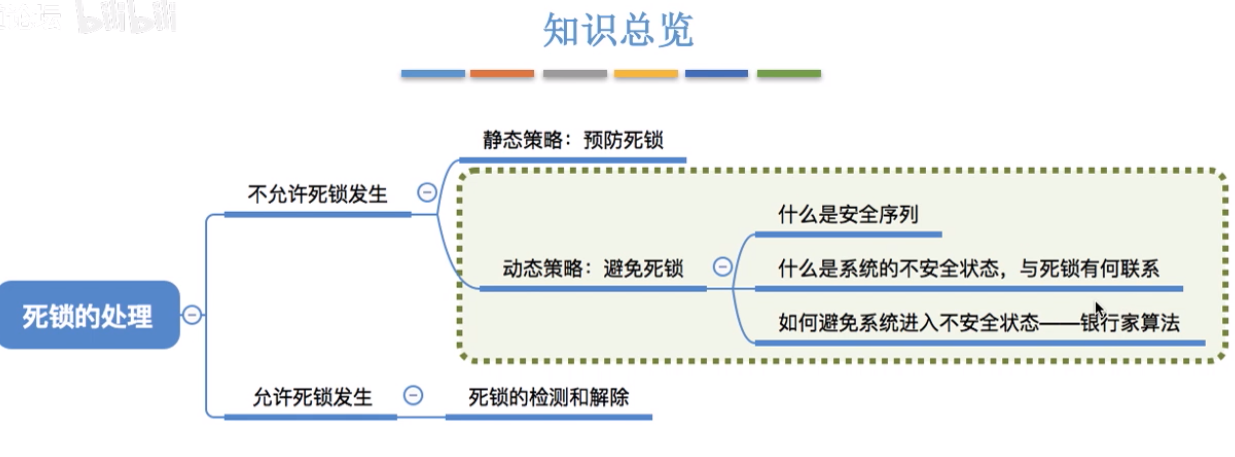 知识总览
静态策略：预防死锁
不允许死锁发生
什么是安全序列
动态策略：避免死锁
什么是系统的不安全状态，与死锁有何联系
死锁的处理
如何避免系统进入不安全状态——银行家算法
允许死锁发生
死锁的检测和解除